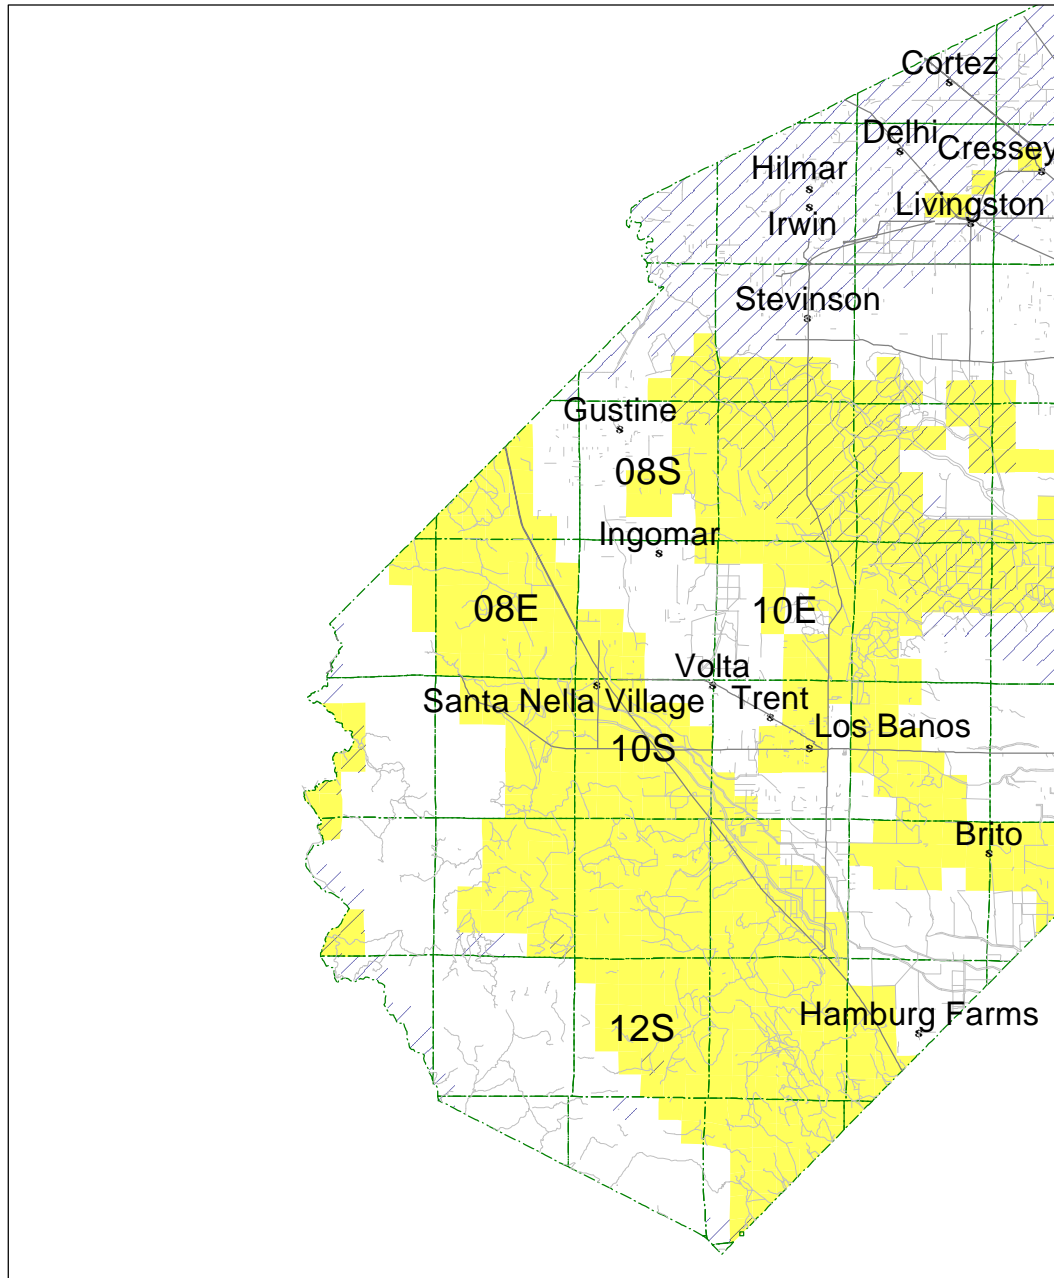 Cortez
Delhi
Cressey
Hilmar
Livingston
Irwin
Stevinson
Gustine
08S
Ingomar
08E
10E
Volta
Santa Nella Village
Trent
Los Banos
10S
Brito
Hamburg Farms
12S